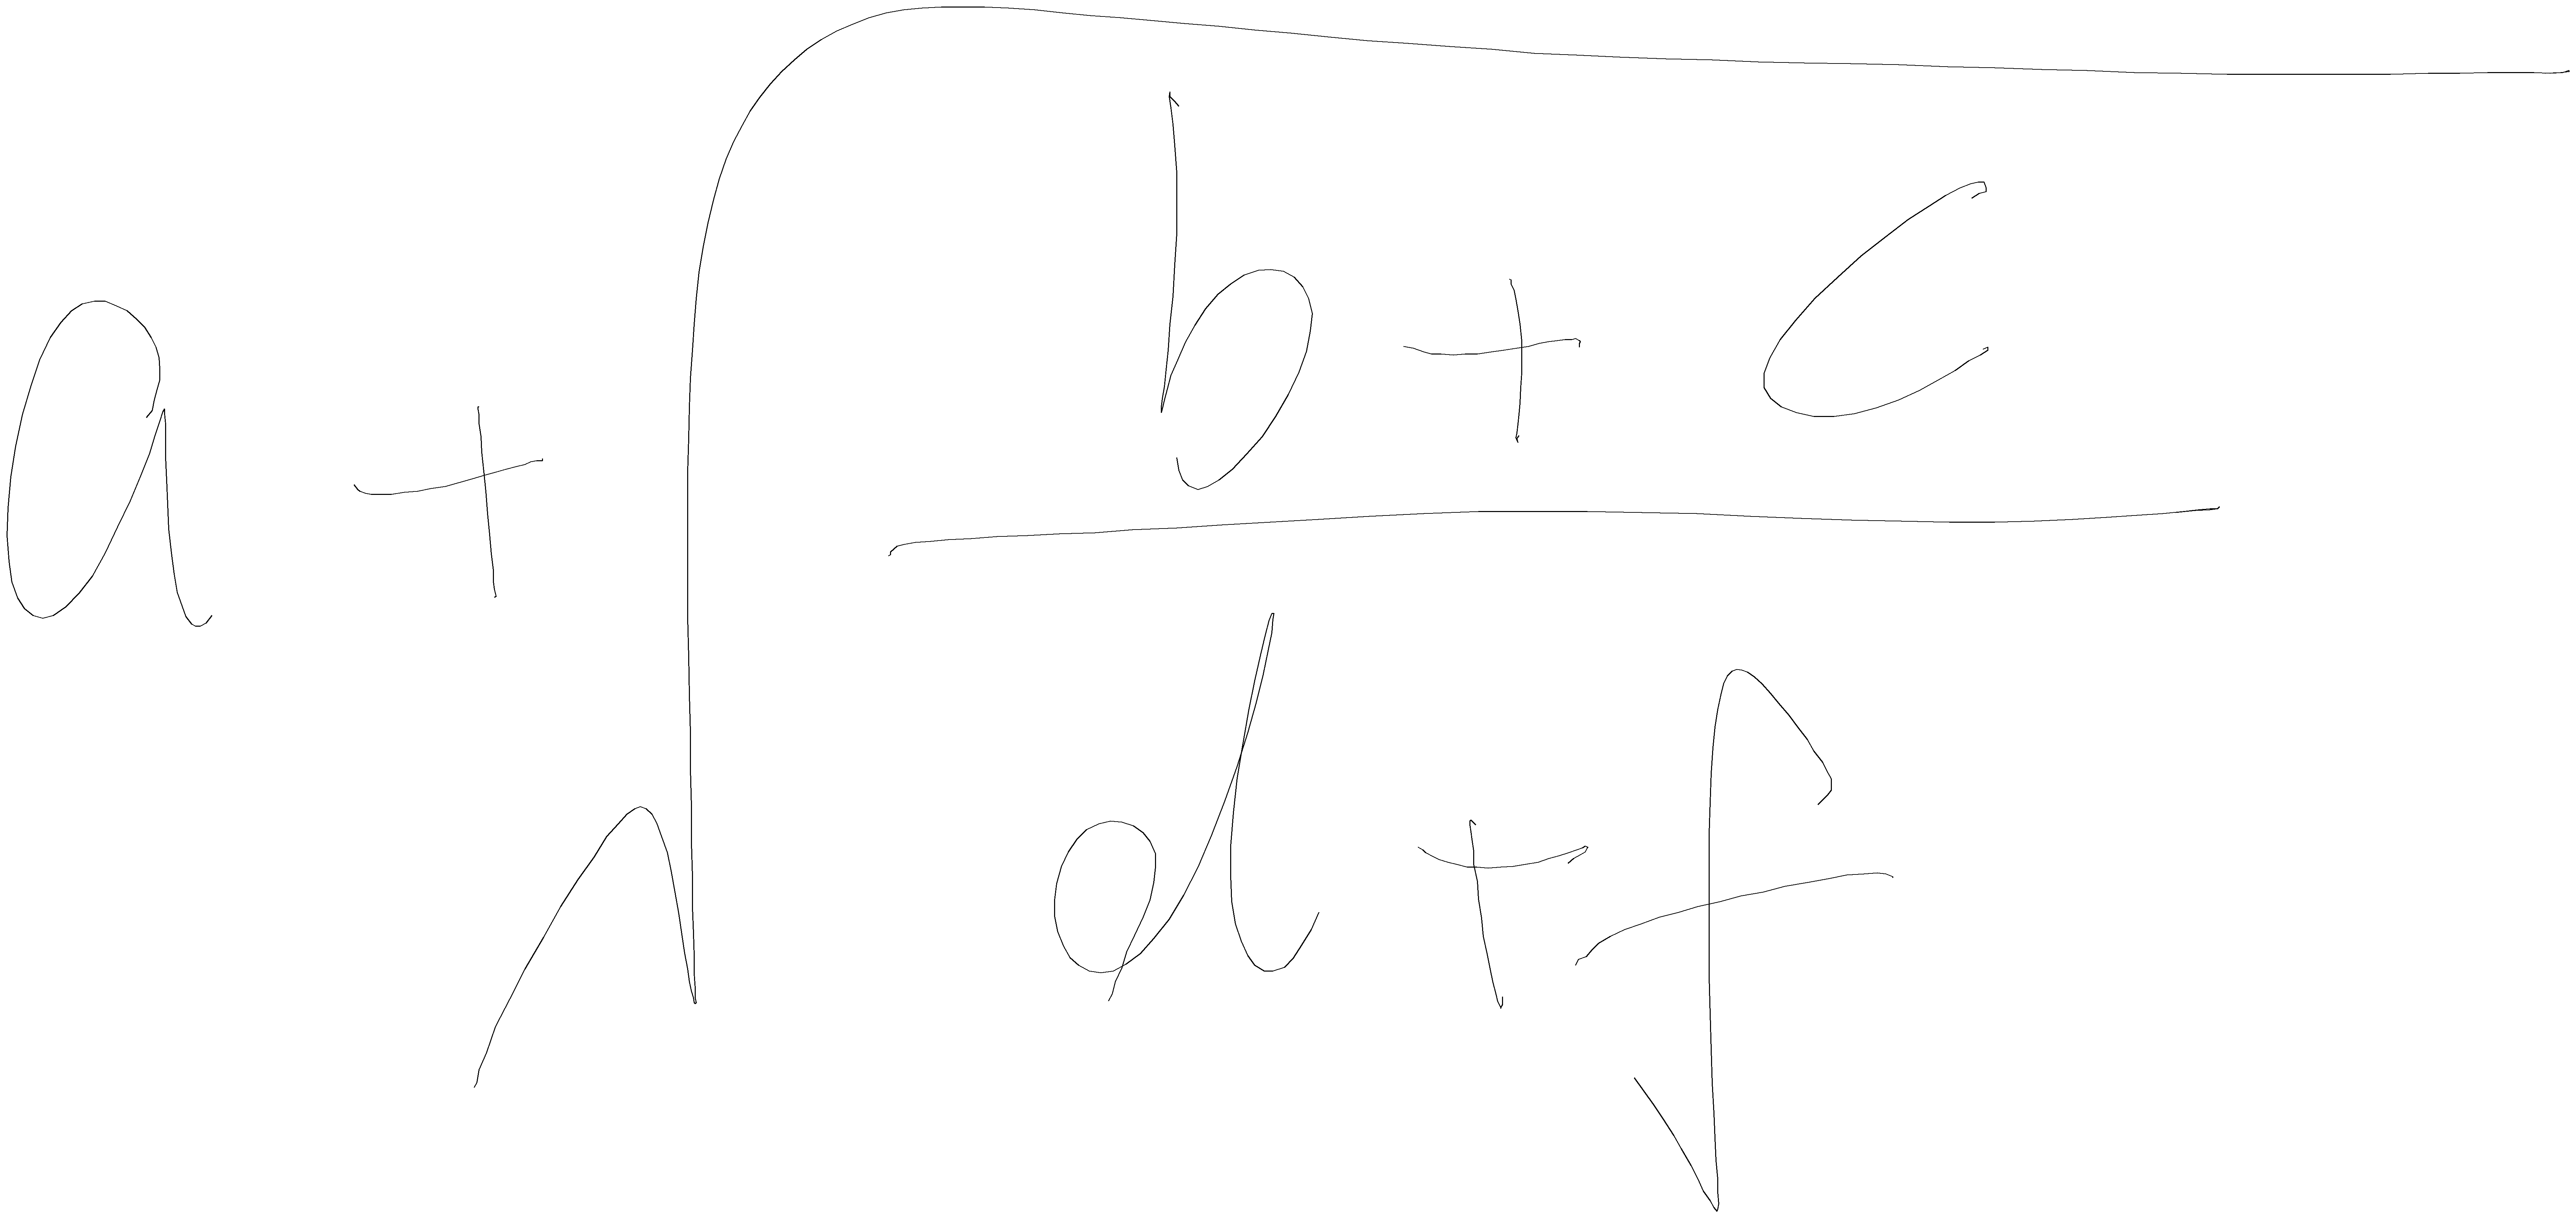 a + \sqrt{\frac{b + c}{d + f}}